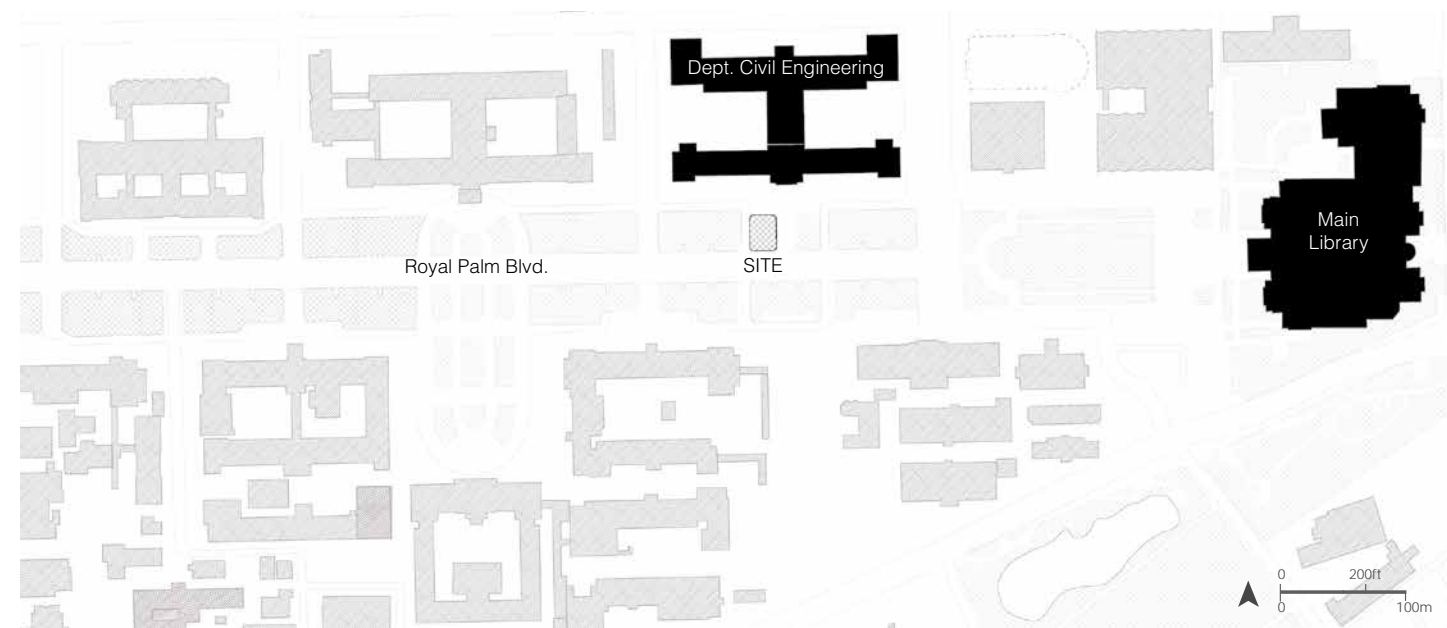 Dept. Civil Engineering
Main
Library
Royal Palm Blvd.
SITE
0
200ft
0
100m